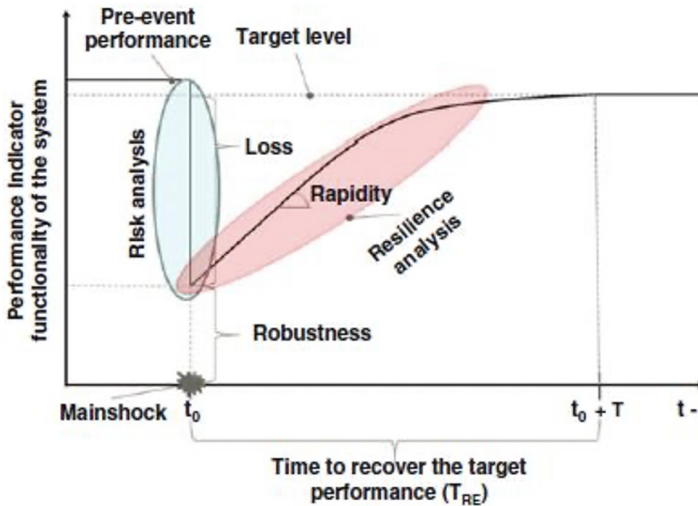 Pre-event
performance
Target level
Performance Indicator
functionality of the system
RIsk analysis
Loss
Rapidity
Resilience
analysis
Robustness
Mainshock
t₀
t₀ + T
t -
Time to recover the target
performance (T_RE)